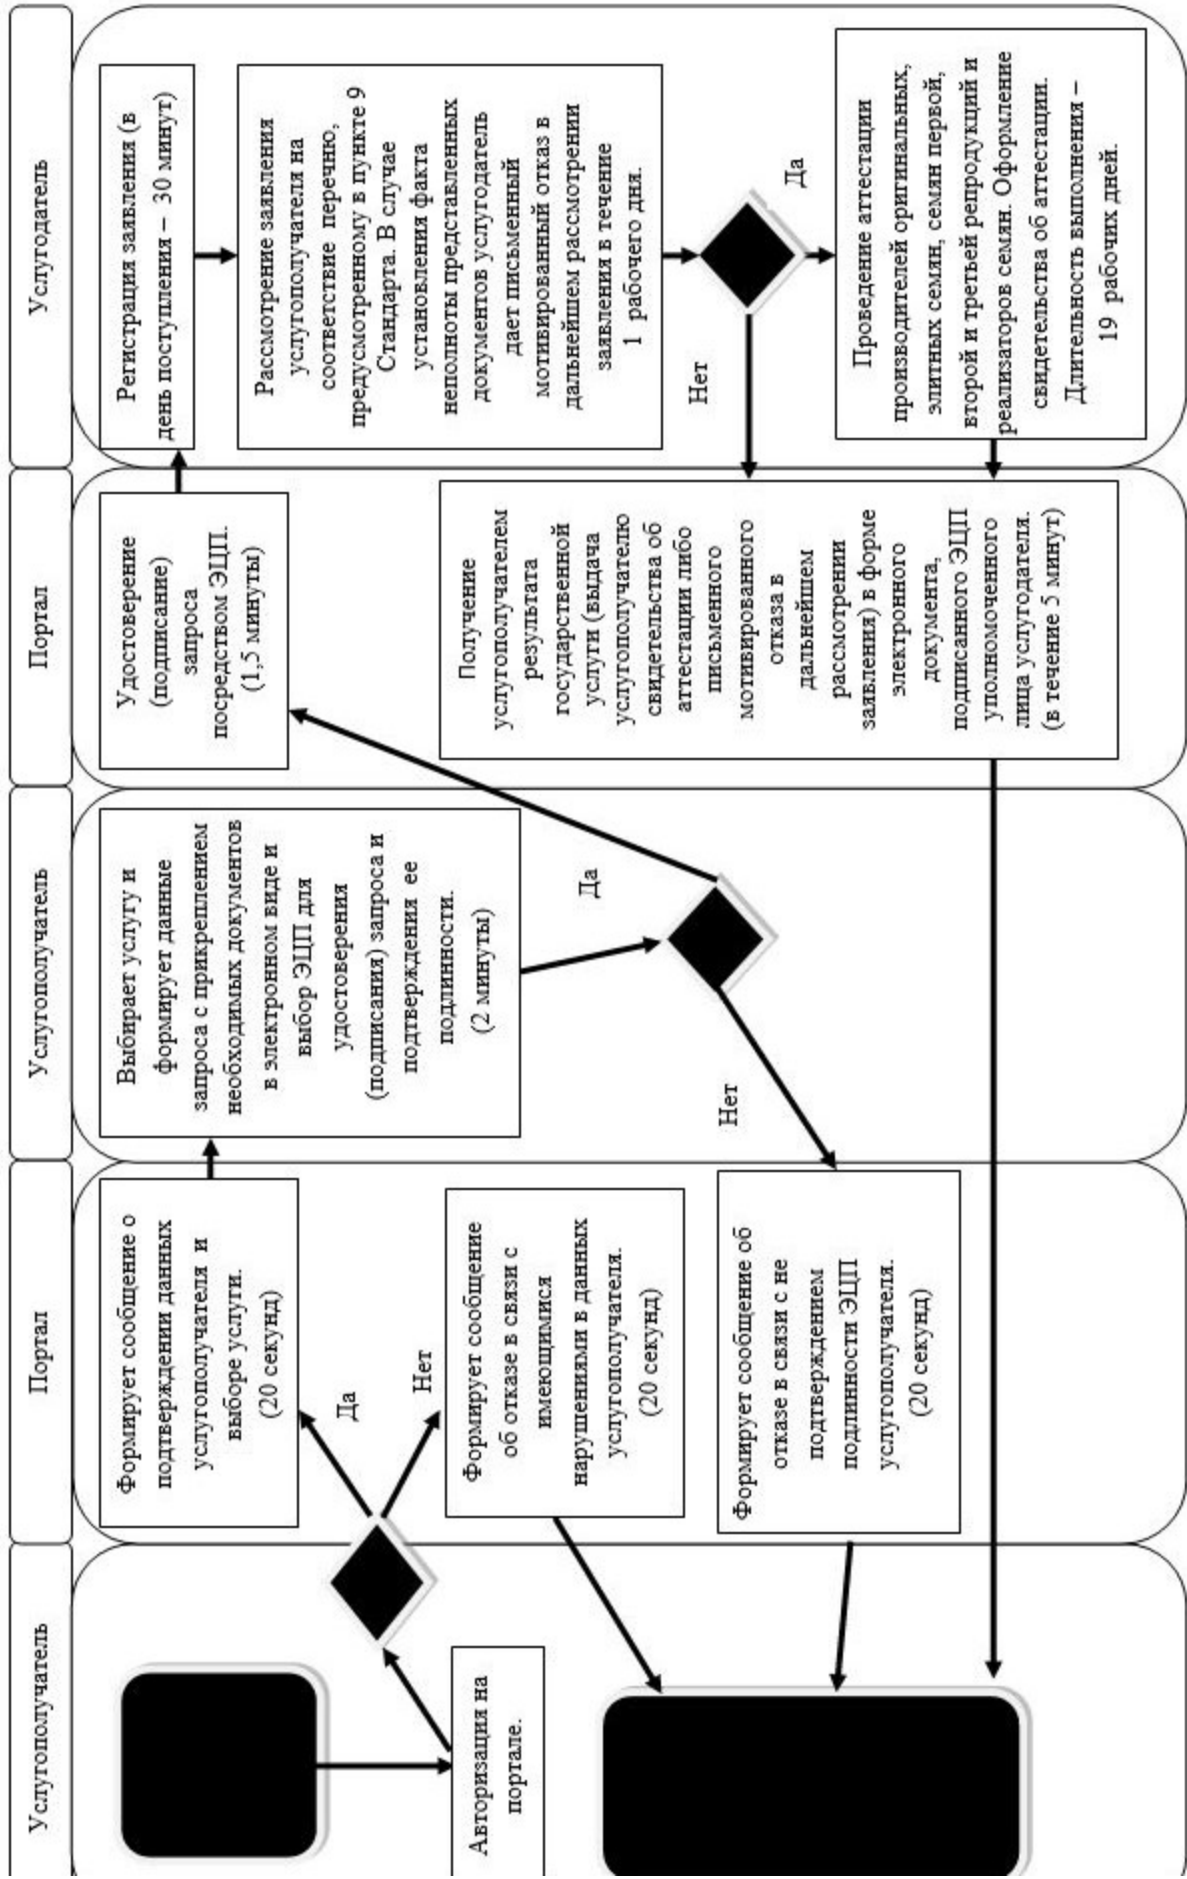 Услугополучатель
Портал
Услугополучатель
Портал
Услугодатель
Авторизация на
портале.
Да
Нет
Формирует сообщение о
подтверждении данных
услугополучателя и
выборе услуги.
(20 секунд)
Формирует сообщение
об отказе в связи с
имеющимися
нарушениями в данных
услугополучателя.
(20 секунд)
Формирует сообщение об
отказе в связи с не
подтверждением
подлинности ЭЦП
услугополучателя.
(20 секунд)
Выбирает услугу и
формирует данные
запроса с прикреплением
необходимых документов
в электронном виде и
выбор ЭЦП для
удостоверения
(подписания) запроса и
подтверждения ее
подлинности.
(2 минуты)
Да
Нет
Удостоверение
(подписание)
запроса
посредством ЭЦП.
(1,5 минуты)
Получение
услугополучателем
результат
государственной
услуги (выдача
услугополучателю
свидетельства об
аттестации либо
письменного
мотивированного
отказа в
дальнейшем
рассмотрении
заявления) в форме
электронного
документа,
подписанного ЭЦП
уполномоченного
лица услугодателя.
(в течение 5 минут)
Регистрация заявления (в
день поступления – 30 минут)
Рассмотрение заявления
услугополучателя на
соответствие перечню,
предусмотренному в пункте 9
Стандарта. В случае
установления факта
неполноты представленных
документов услугодатель
дает письменный
мотивированный отказ в
дальнейшем рассмотрении
заявления в течение
1 рабочего дня.
Нет
Да
Проведение аттестации
производителей оригинальных,
элитных семян, семян первой,
второй и третьей репродукций и
реализаторов семян. Оформление
свидетельства об аттестации.
Длительность выполнения –
19 рабочих дней.